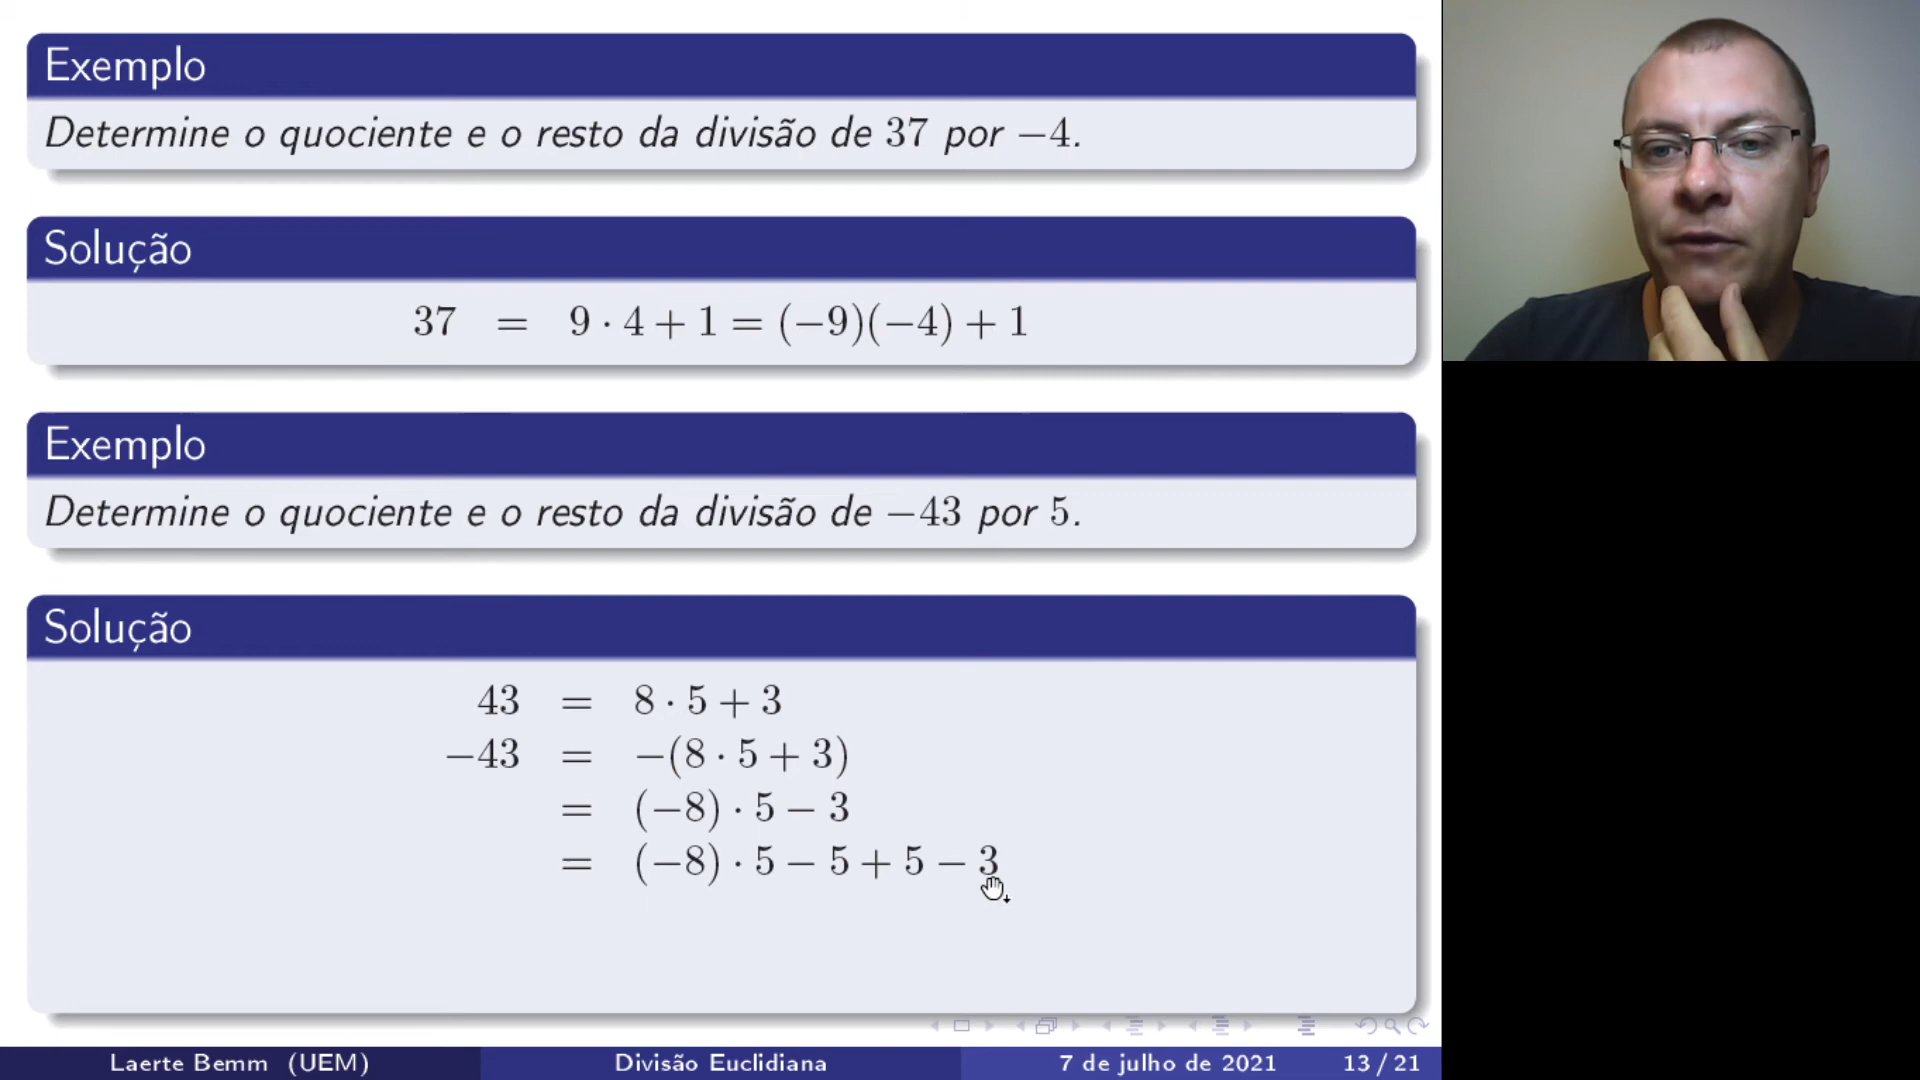 Exemplo
Determine o quociente e o resto da divisão de 37 por −4.
Solução
37 = 9 · 4 + 1 = (−9)(−4) + 1
Exemplo
Determine o quociente e o resto da divisão de −43 por 5.
Solução
43 = 8 · 5 + 3
−43 = −(8 · 5 + 3)
= (−8) · 5 − 3
= (−8) · 5 − 5 + 5 − 3
Laerte Bemm (UEM) Divisão Euclidiana 7 de julho de 2021 13 / 21